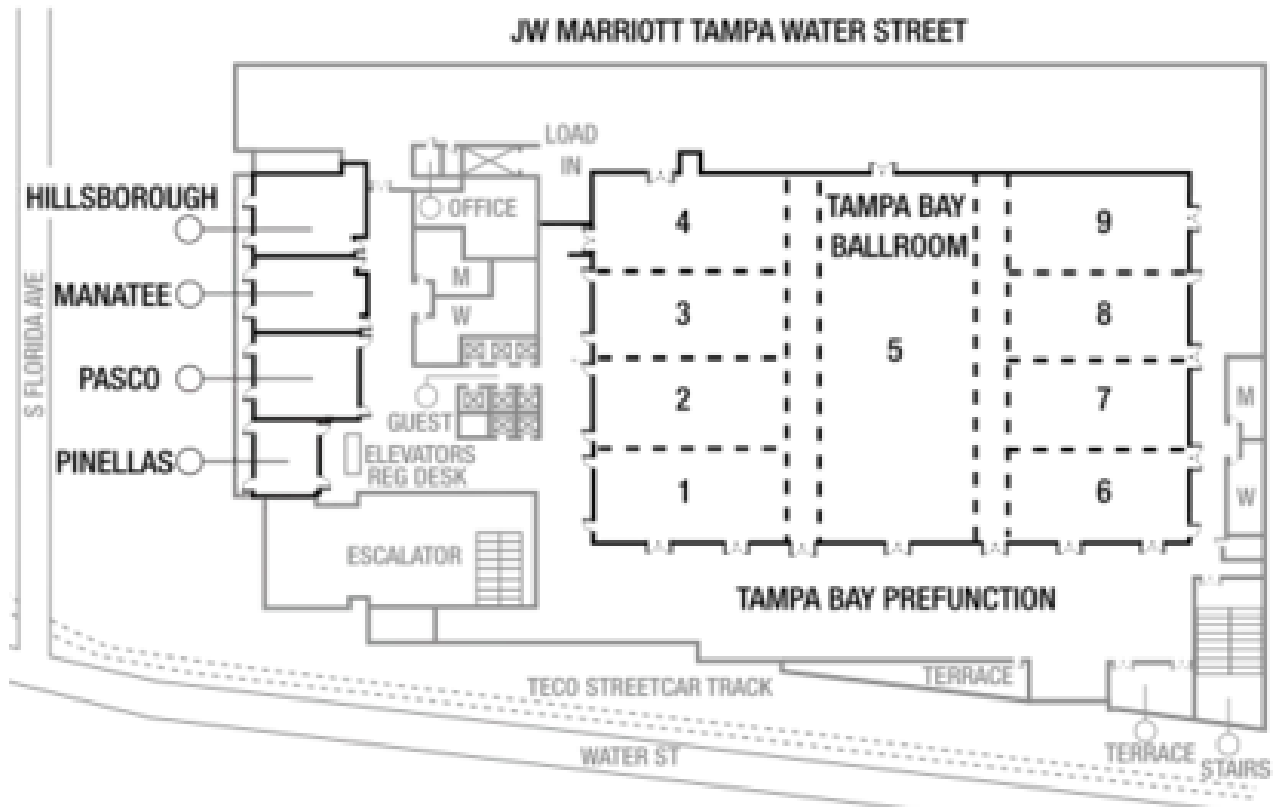 JW MARRIOTT TAMPA WATER STREET
LOAD
IN
HILLSBOROUGH
OFFICE
4
TAMPA BAY
BALLROOM
9
M
MANATEE
W
3
8
5
S FLORIDA AVE
PASCO
GUEST
2
7
M
PINELLAS
ELEVATORS
REG DESK
1
6
W
ESCALATOR
TAMPA BAY PREFUNCTION
TERRACE
TECO STREETCAR TRACK
WATER ST
TERRACE
STAIRS